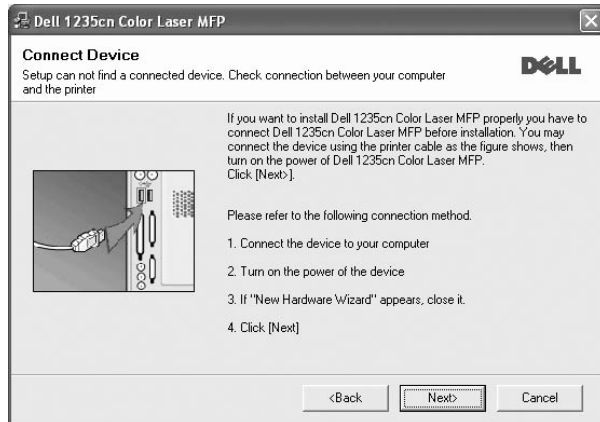 Dell 1235cn Color Laser MFP
Connect Device
Setup can not find a connected device. Check connection between your computer
and the printer
DELL
If you want to install Dell 1235cn Color Laser MFP properly you have to
connect Dell 1235cn Color Laser MFP before installation. You may
connect the device using the printer cable as the figure shows, then
turn on the power of Dell 1235cn Color Laser MFP.
Click [Next>].
Please refer to the following connection method.
1. Connect the device to your computer
2. Turn on the power of the device
3. If "New Hardware Wizard" appears, close it.
4. Click [Next]
<Back
Next>
Cancel